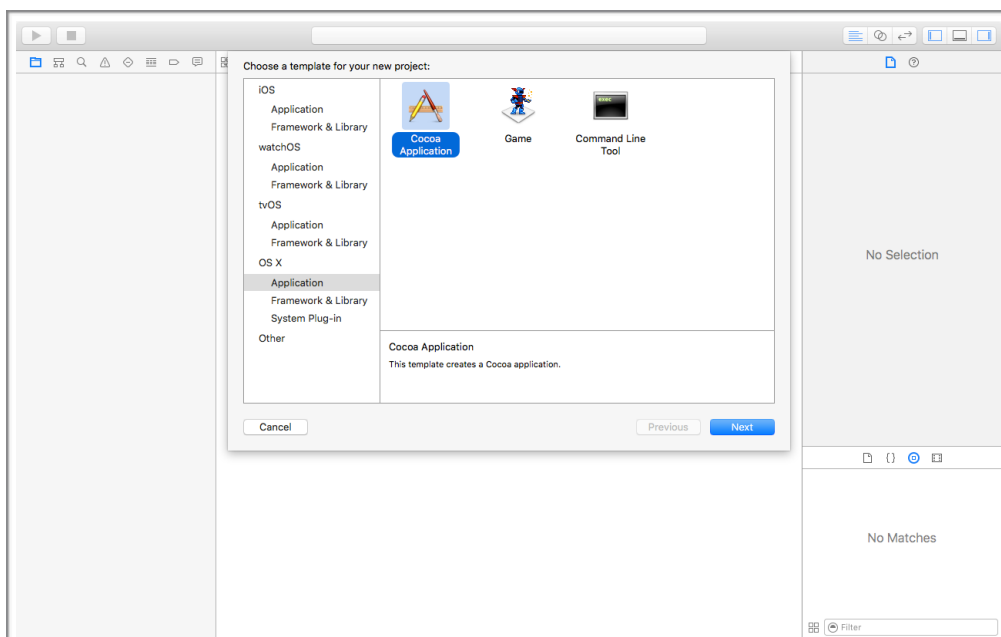 Choose a template for your new project:
iOS
Application
Framework & Library
watchOS
Application
Framework & Library
tvOS
Application
Framework & Library
OS X
Application
Framework & Library
System Plug-in
Other
Cocoa
Application
Game
exec
Command Line
Tool
Cocoa Application
This template creates a Cocoa application.
Cancel
Previous
Next
No Selection
{}
No Matches
Filter